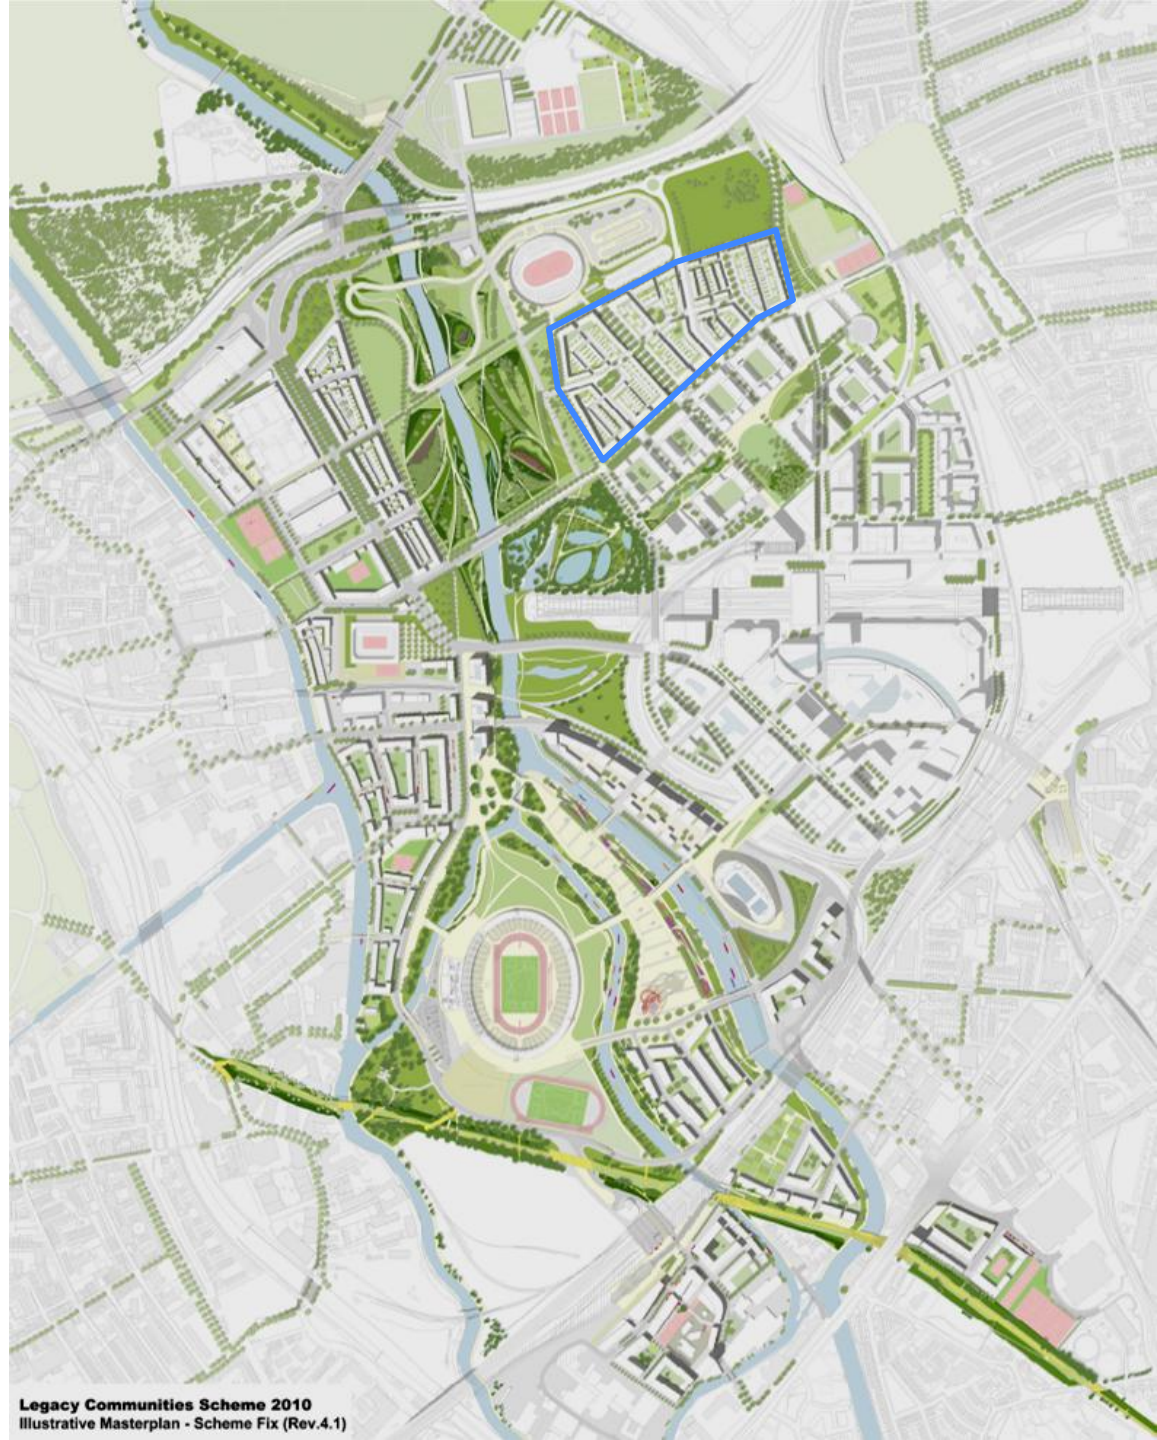 Legacy Communities Scheme 2010
Illustrative Masterplan - Scheme Fix (Rev.4.1)